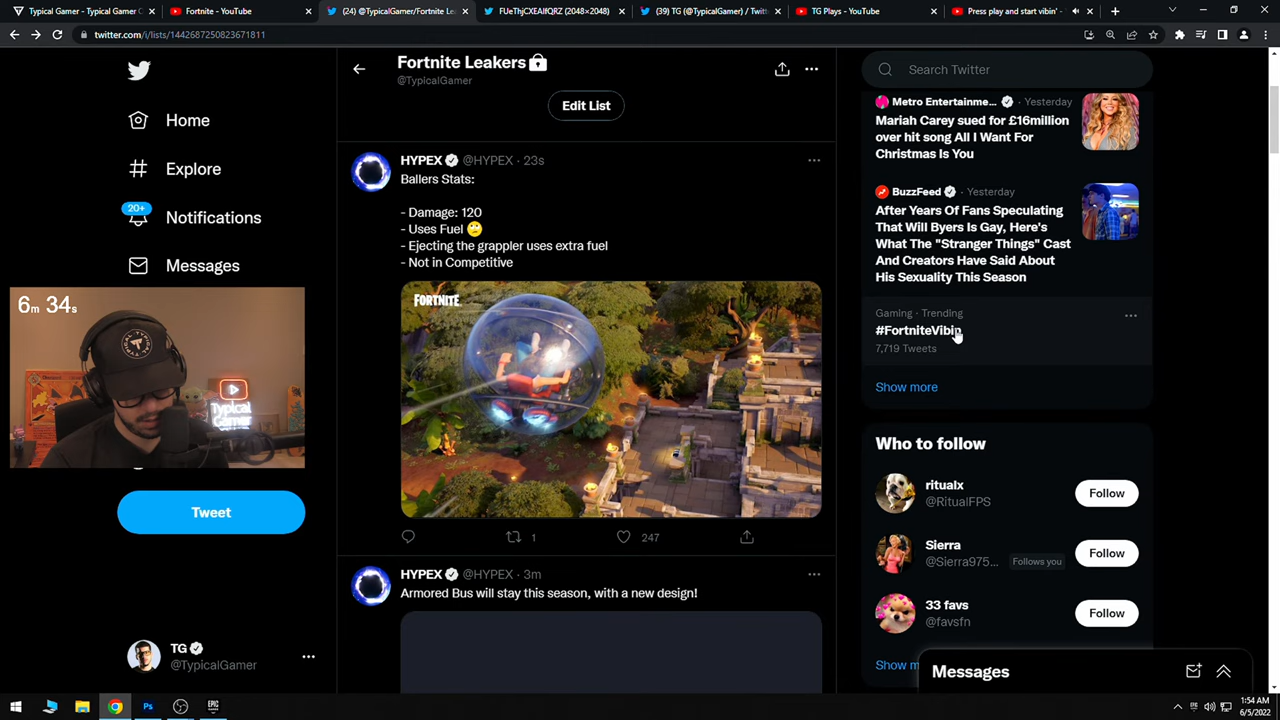 Typical Gamer - Typical Gamer C
Fortnite - YouTube
(24) @TypicalGamer/Fortnite Le
FUeThjCXEAIfQRZ (2048×2048)
(39) TG (@TypicalGamer) / Twitt
TG Plays - YouTube
Press play and start vibin' -
twitter.com/i/lists/1442687250823671811
Home
Explore
20+
Notifications
Messages
6m 34s
TYPICAL
Typical
Gamer
Tweet
TG
@TypicalGamer
Fortnite Leakers
@TypicalGamer
Edit List
HYPEX @HYPEX · 23s
Ballers Stats:
- Damage: 120
- Uses Fuel 🙄
- Ejecting the grappler uses extra fuel
- Not in Competitive
FORTNITE
1
247
HYPEX @HYPEX · 3m
Armored Bus will stay this season, with a new design!
Search Twitter
Metro Entertainme... · Yesterday
Mariah Carey sued for £16million
over hit song All I Want For
Christmas Is You
BuzzFeed · Yesterday
After Years Of Fans Speculating
That Will Byers Is Gay, Here's
What The "Stranger Things" Cast
And Creators Have Said About
His Sexuality This Season
Gaming · Trending
#FortniteVibin
7,719 Tweets
Show more
Who to follow
ritualx
@RitualFPS
Follow
Sierra
@Sierra975...
Follows you
Follow
33 favs
@favsfn
Follow
Show m
Messages
Ps
EPIC
1:54 AM
6/5/2022